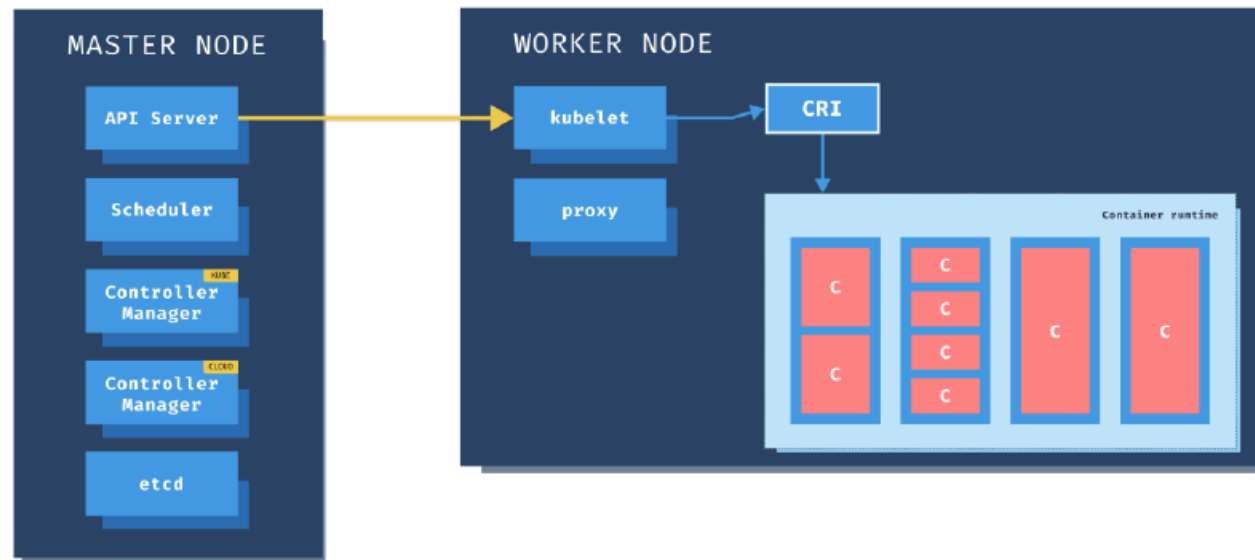 MASTER NODE
API Server
Scheduler
KUBE
Controller
Manager
CLOUD
Controller
Manager
etcd
WORKER NODE
kubelet
proxy
CRI
Container runtime
C
C
C
C
C
C
C
C